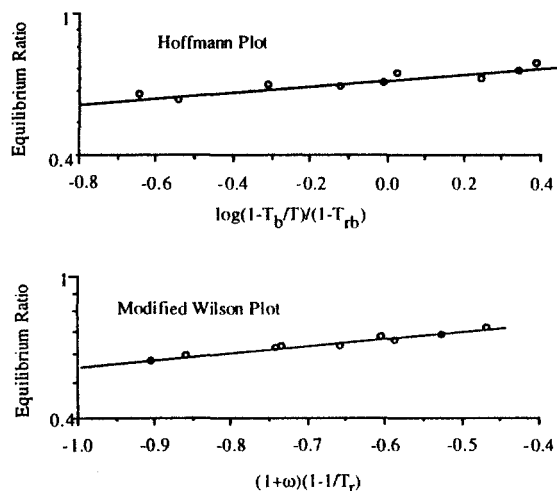 1
Hoffmann Plot
Equilibrium Ratio
0.4
-0.8 -0.6 -0.4 -0.2 0.0 0.2 0.4
log(1-T_b/T)/(1-T_rb)
1
Modified Wilson Plot
Equilibrium Ratio
0.4
-1.0 -0.9 -0.8 -0.7 -0.6 -0.5 -0.4
(1+ω)(1-1/T_r)